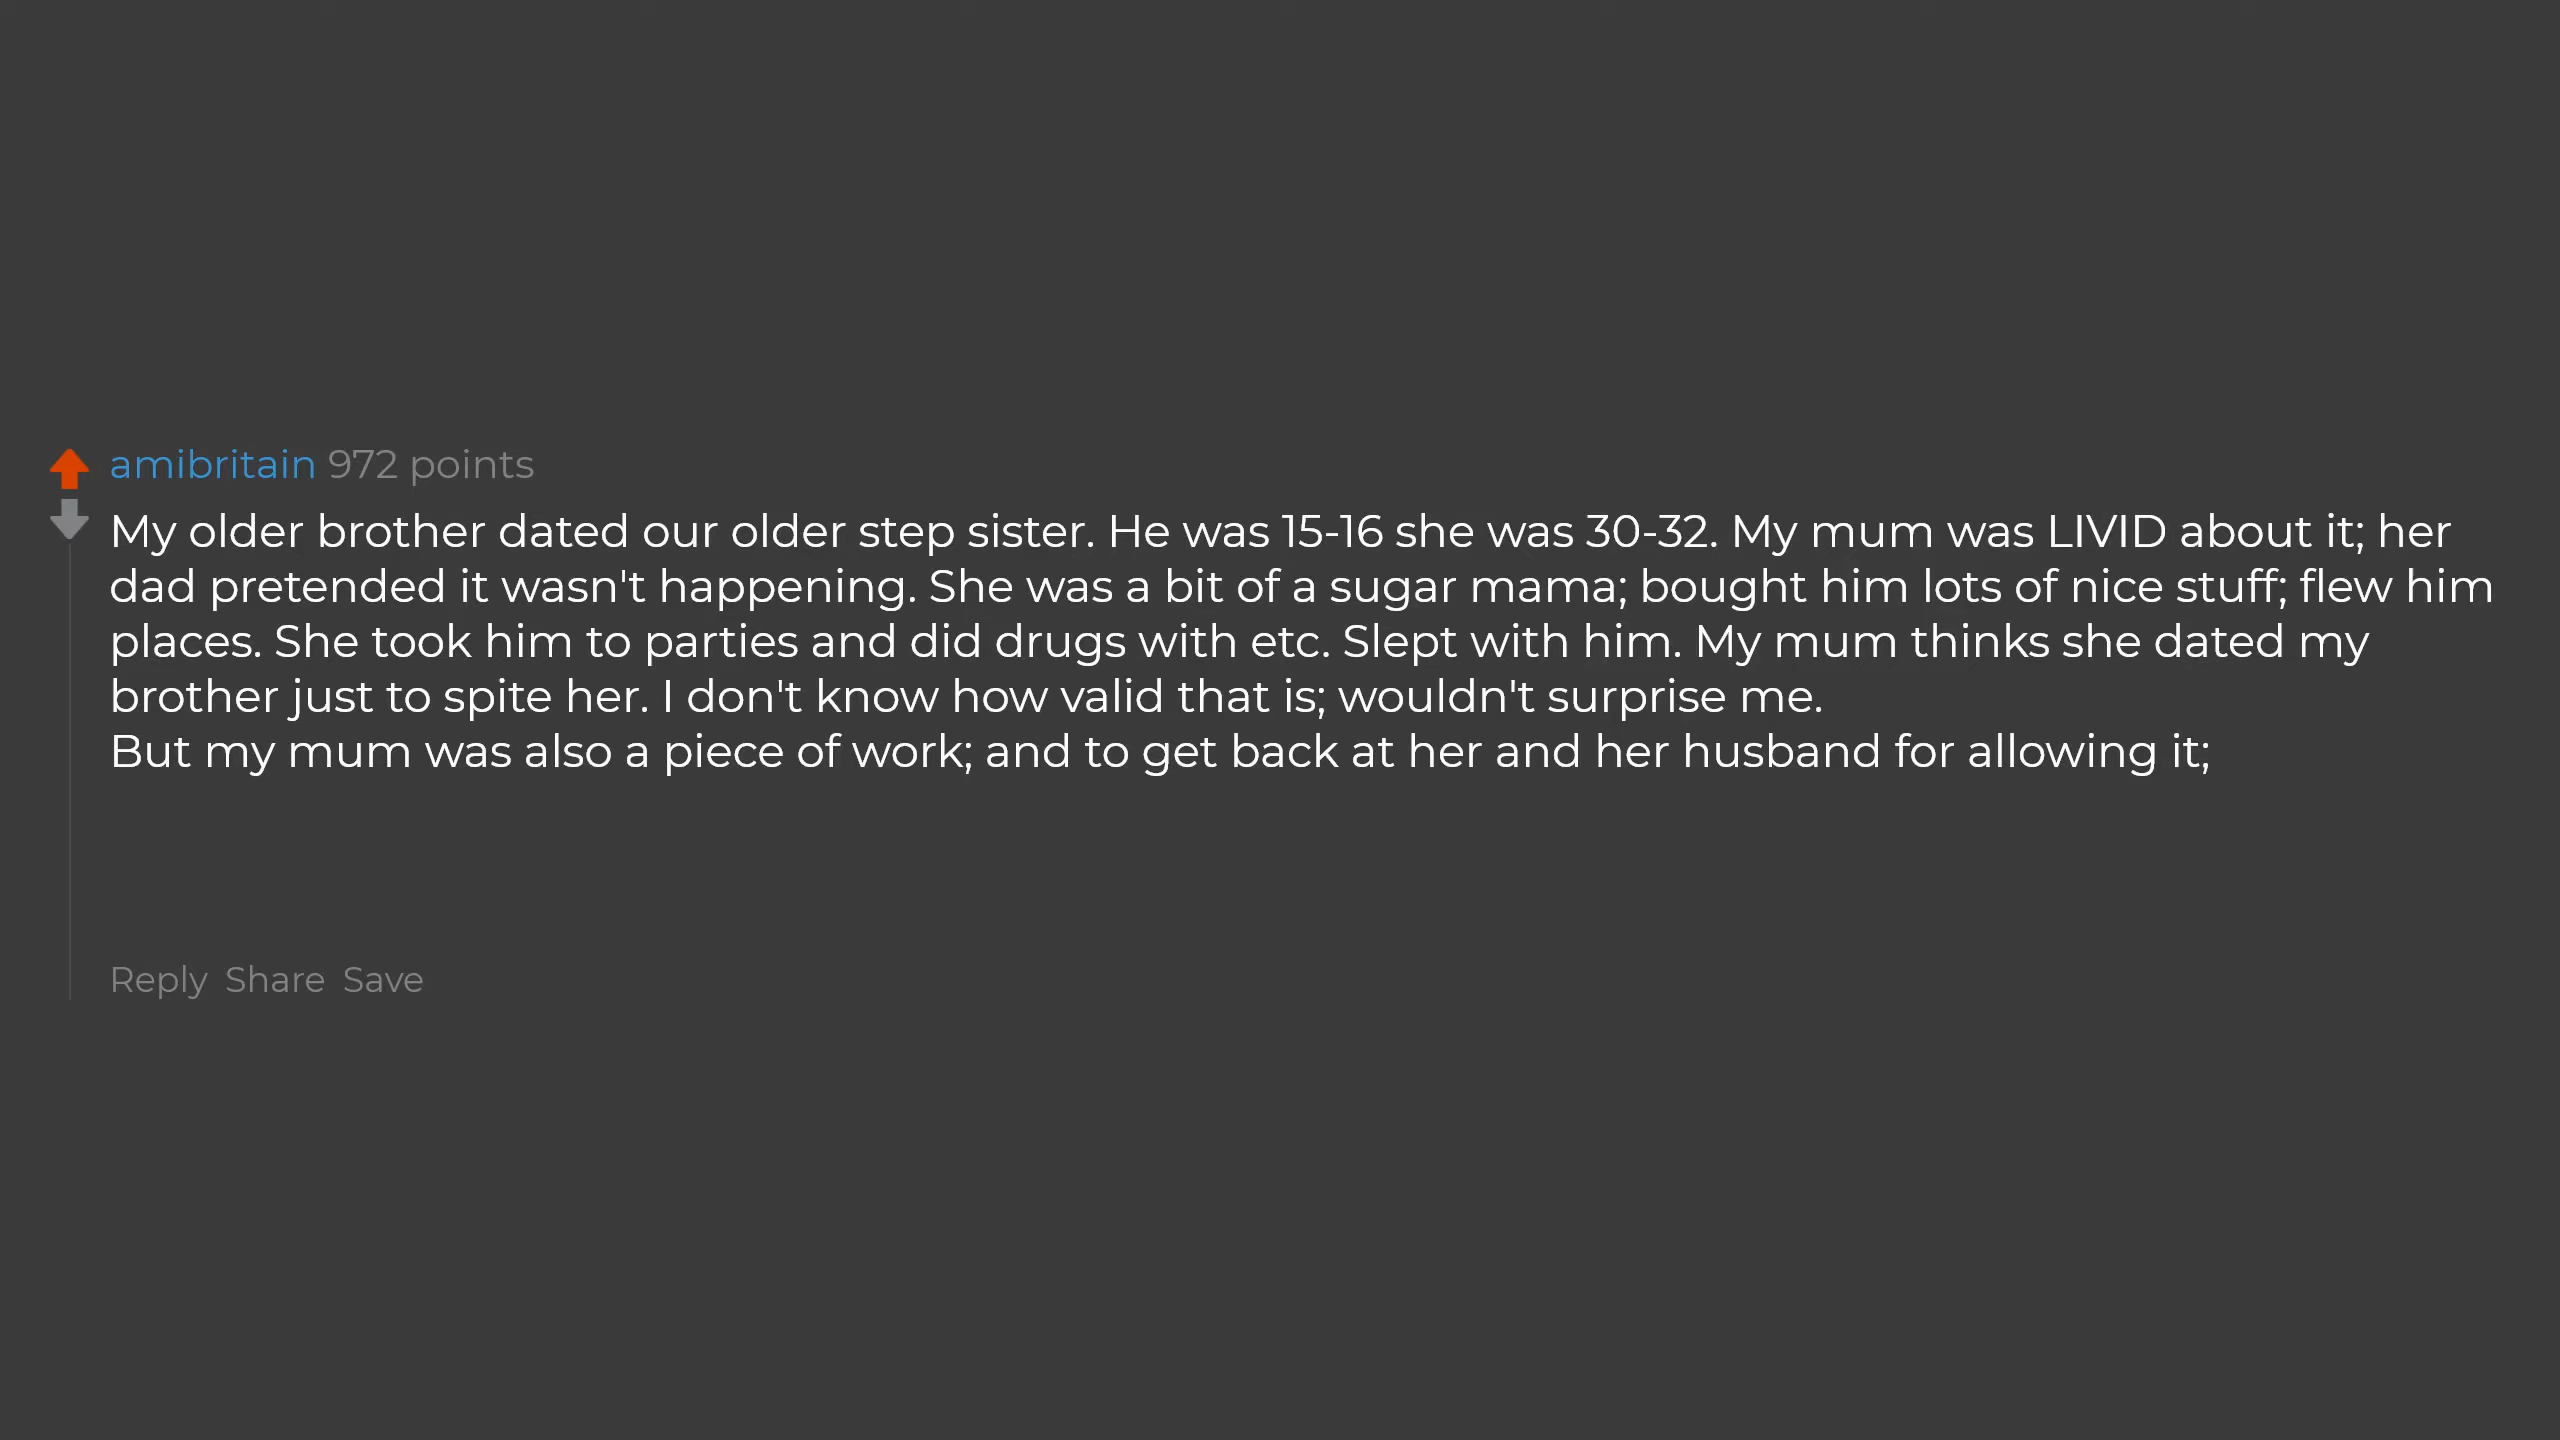 amibritain 972 points
My older brother dated our older step sister. He was 15-16 she was 30-32. My mum was LIVID about it; her
dad pretended it wasn't happening. She was a bit of a sugar mama; bought him lots of nice stuff; flew him
places. She took him to parties and did drugs with etc. Slept with him. My mum thinks she dated my
brother just to spite her. I don't know how valid that is; wouldn't surprise me.
But my mum was also a piece of work; and to get back at her and her husband for allowing it;
Reply Share Save